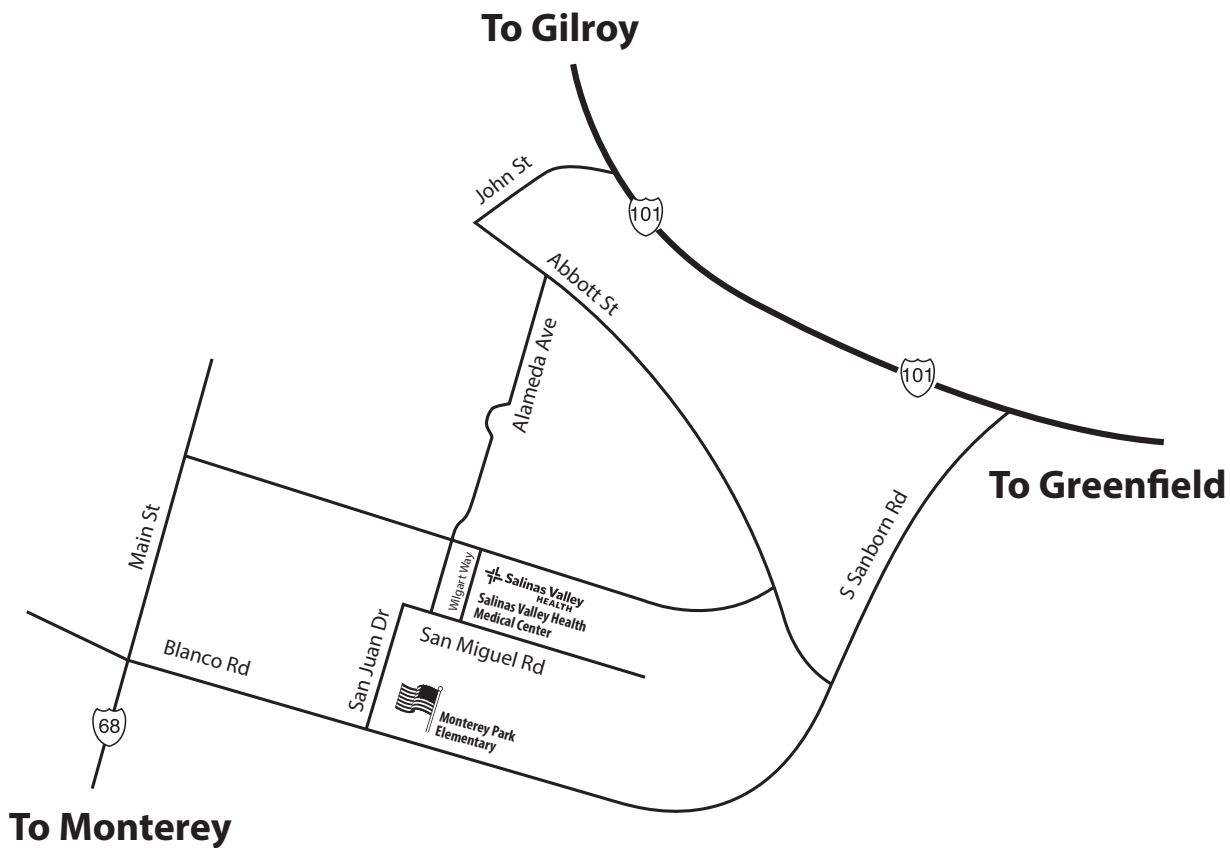 To Gilroy
John St
101
Abbott St
Alameda Ave
101
To Greenfield
Main St
S Sanborn Rd
Wilgart Way
Salinas Valley
HEALTH
Salinas Valley Health
Medical Center
San Juan Dr
San Miguel Rd
Blanco Rd
Monterey Park
Elementary
68
To Monterey